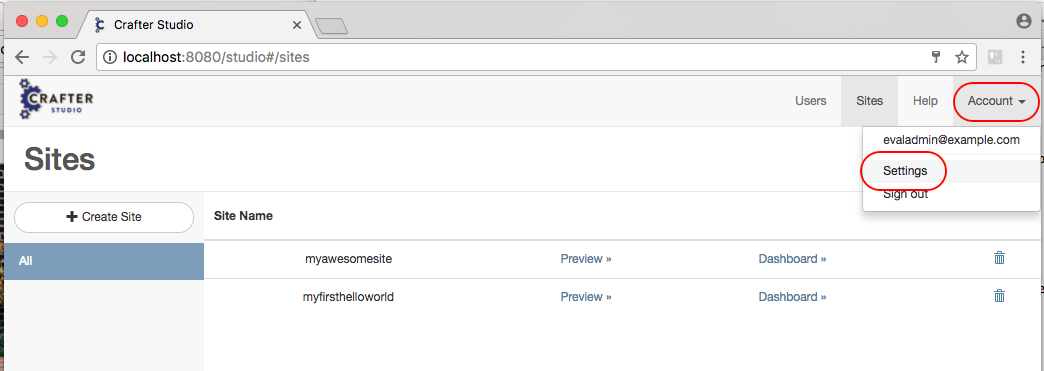 Crafter Studio
localhost:8080/studio#/sites
CRAFTER
STUDIO
Users
Sites
Help
Account
evaladmin@example.com
Settings
Sign out
Sites
+ Create Site
Site Name
All
myawesomesite Preview » Dashboard »
myfirsthelloworld Preview » Dashboard »